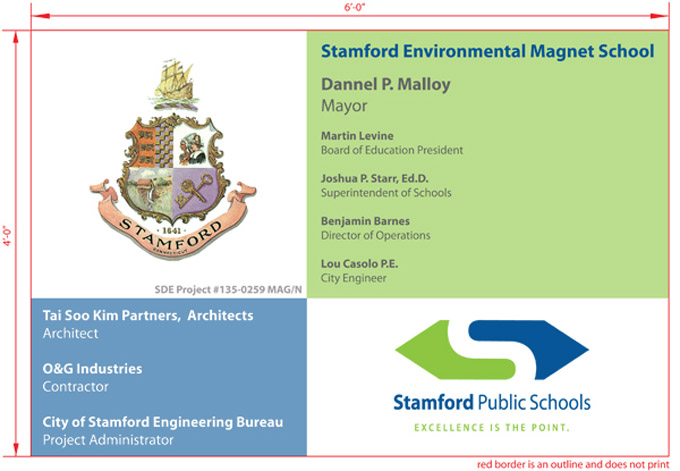 6'-0"
4'-0"
· 1641 ·
STAMFORD
CONNECTICUT
SDE Project #135-0259 MAG/N
Stamford Environmental Magnet School
Dannel P. Malloy
Mayor
Martin Levine
Board of Education President
Joshua P. Starr, Ed.D.
Superintendent of Schools
Benjamin Barnes
Director of Operations
Lou Casolo P.E.
City Engineer
Tai Soo Kim Partners, Architects
Architect
O&G Industries
Contractor
City of Stamford Engineering Bureau
Project Administrator
Stamford Public Schools
EXCELLENCE IS THE POINT.
red border is an outline and does not print